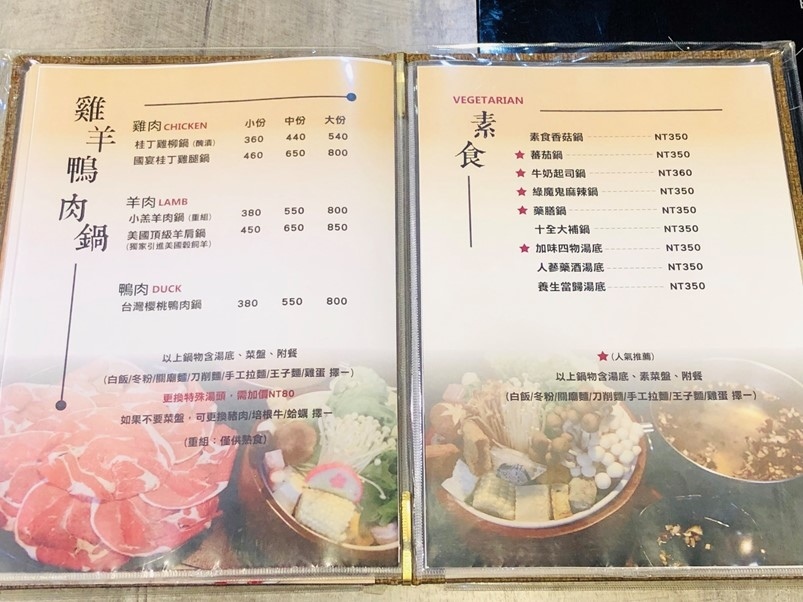 雞羊鴨肉鍋
雞肉 CHICKEN 小份 中份 大份
桂丁雞柳鍋 (醃漬) 360 440 540
國宴桂丁雞腿鍋 460 650 800
羊肉 LAMB
小羔羊肉鍋 (重組) 380 550 800
美國頂級羊肩鍋 450 650 850
(獨家引進美國穀飼羊)
鴨肉 DUCK
台灣櫻桃鴨肉鍋 380 550 800
以上鍋物含湯底、菜盤、附餐
(白飯/冬粉/關廟麵/刀削麵/手工拉麵/王子麵/雞蛋 擇一)
更換特殊湯頭，需加價NT80
如果不要菜盤，可更換豬肉/培根牛/蛤蠣 擇一
(重組：僅供熟食)
VEGETARIAN
素食
素食香菇鍋 NT350
★ 蕃茄鍋 NT350
★ 牛奶起司鍋 NT360
★ 綠魔鬼麻辣鍋 NT350
★ 藥膳鍋 NT350
十全大補鍋 NT350
★ 加味四物湯底 NT350
人蔘藥酒湯底 NT350
養生當歸湯底 NT350
★ (人氣推薦)
以上鍋物含湯底、素菜盤、附餐
(白飯/冬粉/關廟麵/刀削麵/手工拉麵/王子麵/雞蛋 擇一)